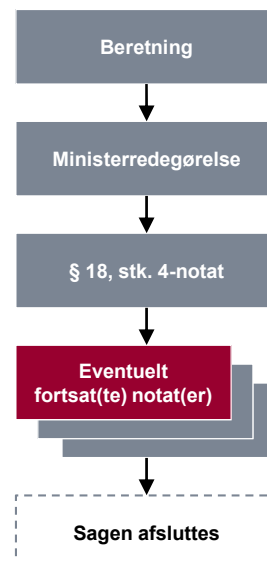 Beretning
Ministerredegørelse
§ 18, stk. 4-notat
Eventuelt
fortsat(te) notat(er)
Sagen afsluttes